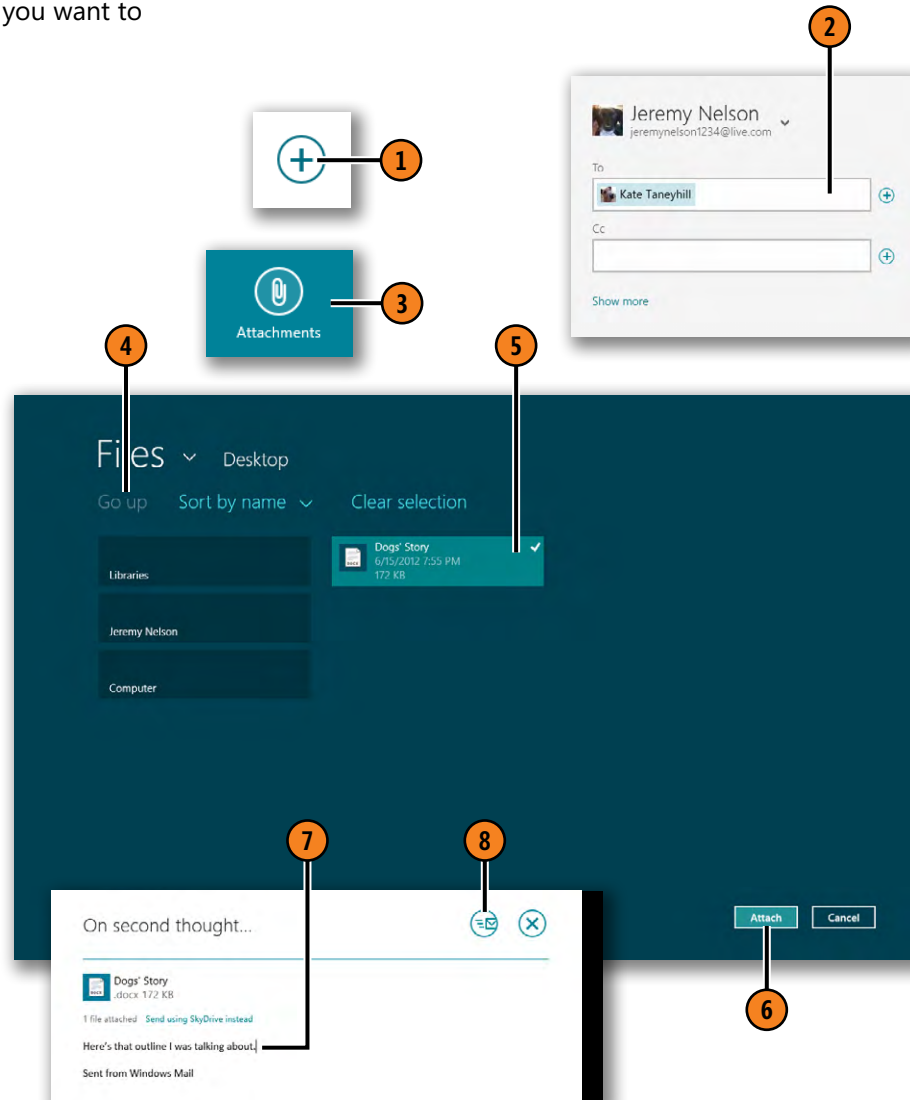 you want to
2
Jeremy Nelson
jeremynelson1234@live.com
1
To
Kate Taneyhill
Cc
3
Attachments
Show more
4
5
Files Desktop
Go up Sort by name Clear selection
Dogs' Story
6/15/2012 7:55 PM
172 KB
DOCX
Libraries
Jeremy Nelson
Computer
7
8
On second thought...
Attach Cancel
Dogs' Story
.docx 172 KB
DOCX
6
1 file attached Send using SkyDrive instead
Here's that outline I was talking about.
Sent from Windows Mail